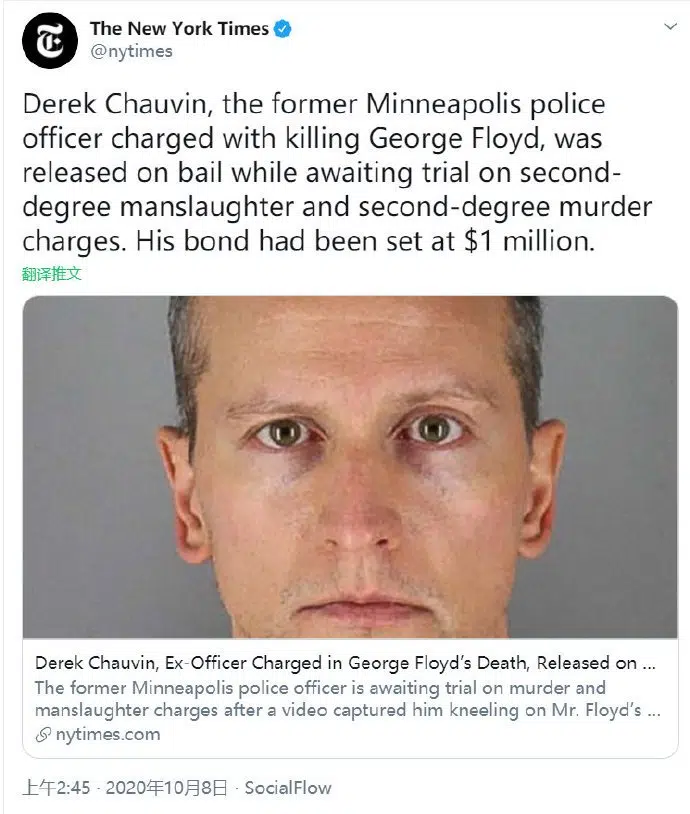 The New York Times
@nytimes
Derek Chauvin, the former Minneapolis police
officer charged with killing George Floyd, was
released on bail while awaiting trial on second-
degree manslaughter and second-degree murder
charges. His bond had been set at $1 million.
翻译推文
Derek Chauvin, Ex-Officer Charged in George Floyd’s Death, Released on ...
The former Minneapolis police officer is awaiting trial on murder and
manslaughter charges after a video captured him kneeling on Mr. Floyd’s ...
nytimes.com
上午2:45 · 2020年10月8日 · SocialFlow